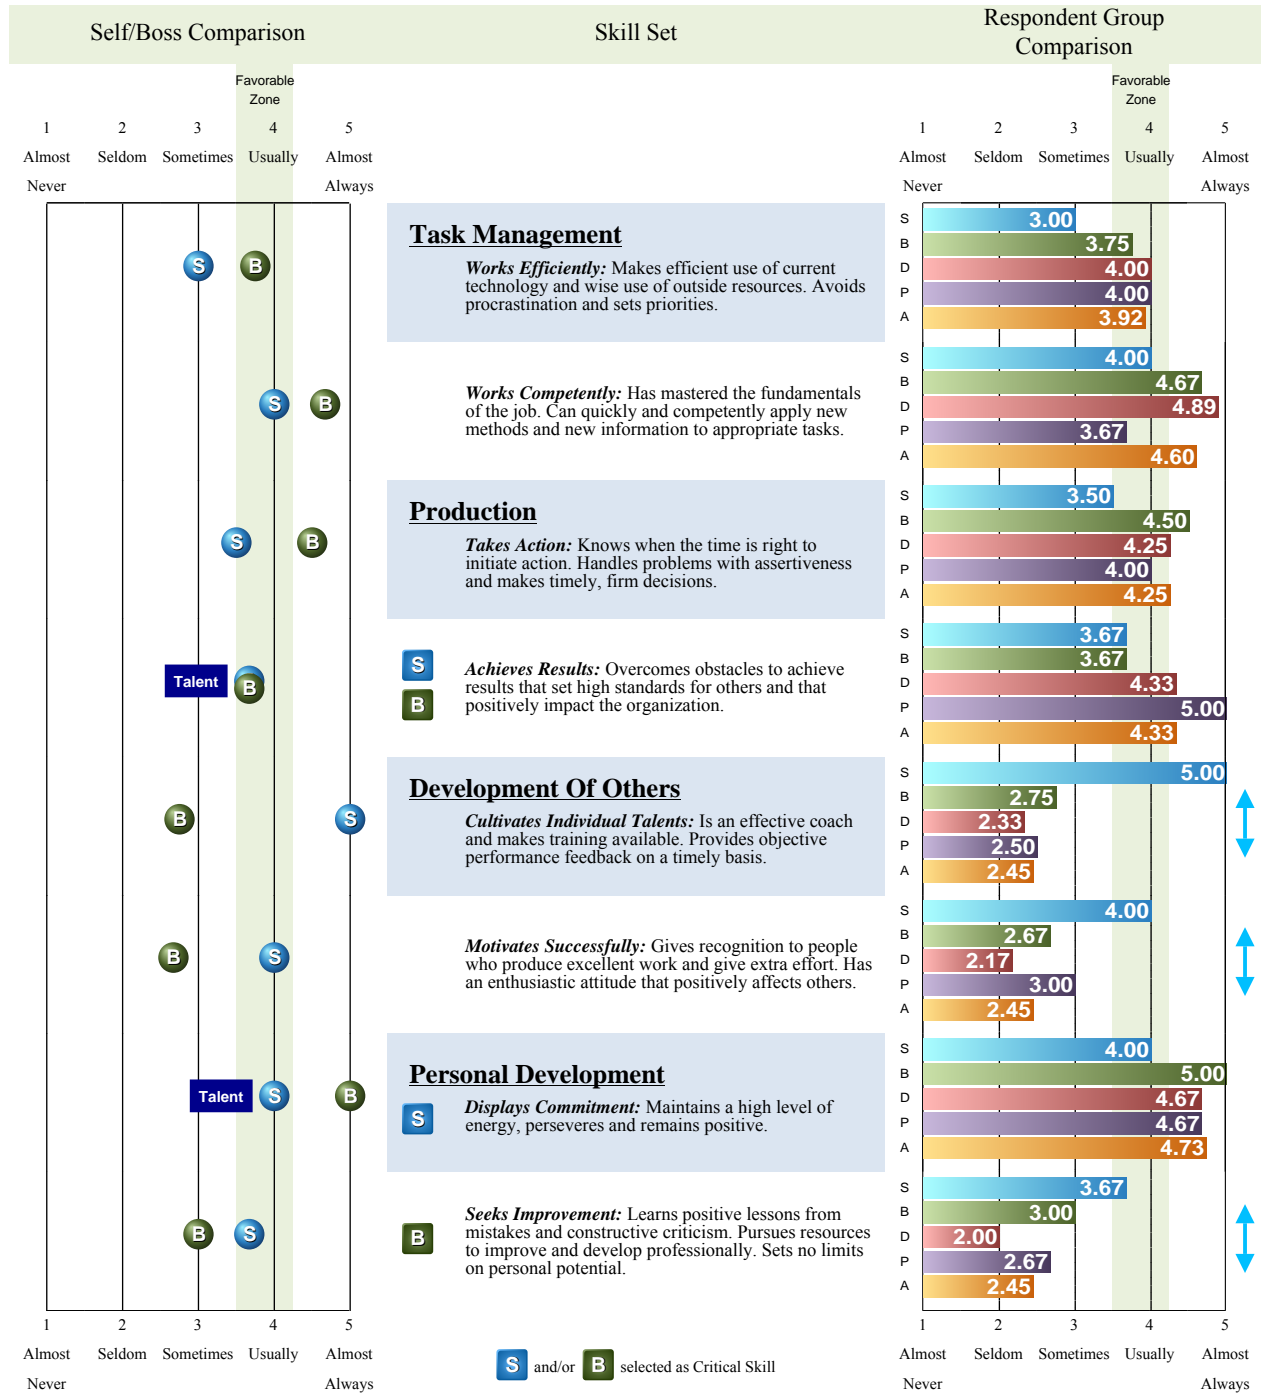 Self/Boss Comparison
Skill Set
Respondent Group
Comparison
Favorable
Zone
1 2 3 4 5
Almost Seldom Sometimes Usually Almost
Never Always
Favorable
Zone
1 2 3 4 5
Almost Seldom Sometimes Usually Almost
Never Always
S B
Task Management
Works Efficiently: Makes efficient use of current
technology and wise use of outside resources. Avoids
procrastination and sets priorities.
S 3.00
B 3.75
D 4.00
P 4.00
A 3.92
S B
Works Competently: Has mastered the fundamentals
of the job. Can quickly and competently apply new
methods and new information to appropriate tasks.
S 4.00
B 4.67
D 4.89
P 3.67
A 4.60
S B
Production
Takes Action: Knows when the time is right to
initiate action. Handles problems with assertiveness
and makes timely, firm decisions.
S 3.50
B 4.50
D 4.25
P 4.00
A 4.25
Talent B
S
B
Achieves Results: Overcomes obstacles to achieve
results that set high standards for others and that
positively impact the organization.
S 3.67
B 3.67
D 4.33
P 5.00
A 4.33
B S
Development Of Others
Cultivates Individual Talents: Is an effective coach
and makes training available. Provides objective
performance feedback on a timely basis.
S 5.00
B 2.75
D 2.33
P 2.50
A 2.45
B S
Motivates Successfully: Gives recognition to people
who produce excellent work and give extra effort. Has
an enthusiastic attitude that positively affects others.
S 4.00
B 2.67
D 2.17
P 3.00
A 2.45
Talent S B
Personal Development
S
Displays Commitment: Maintains a high level of
energy, perseveres and remains positive.
S 4.00
B 5.00
D 4.67
P 4.67
A 4.73
B S
B
Seeks Improvement: Learns positive lessons from
mistakes and constructive criticism. Pursues resources
to improve and develop professionally. Sets no limits
on personal potential.
S 3.67
B 3.00
D 2.00
P 2.67
A 2.45
1 2 3 4 5
Almost Seldom Sometimes Usually Almost
Never Always
S and/or B selected as Critical Skill
1 2 3 4 5
Almost Seldom Sometimes Usually Almost
Never Always